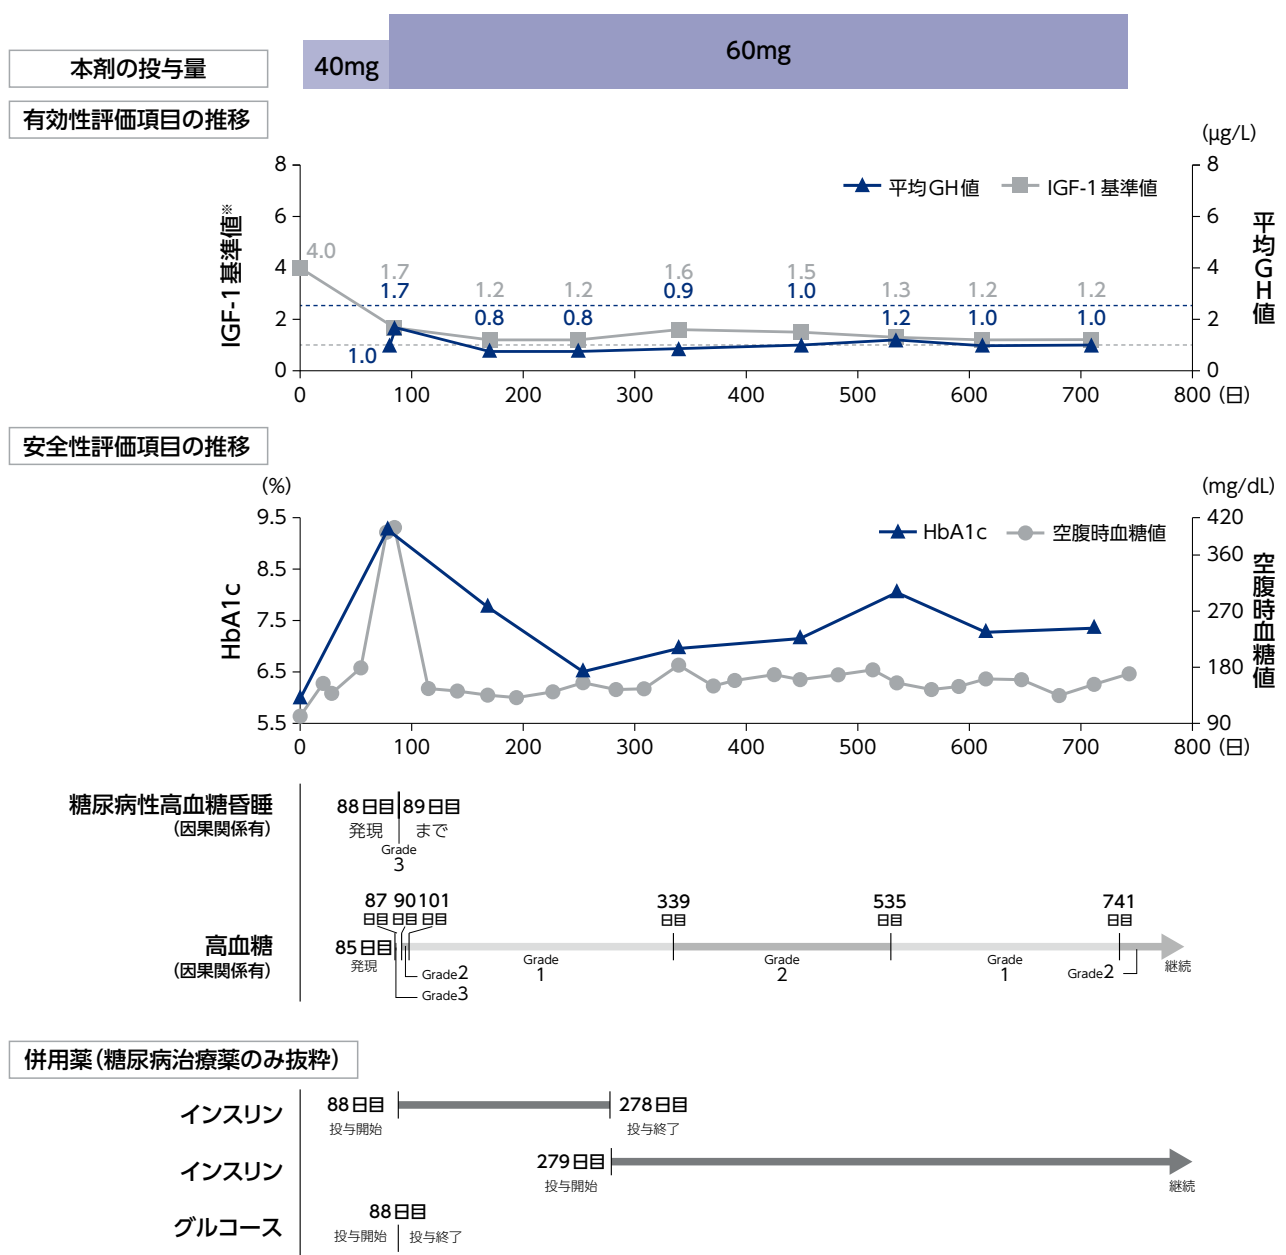 本剤の投与量
40mg
60mg
有効性評価項目の推移
(μg/L)
8
6
4
2
0
IGF-1基準値※
平均GH値
IGF-1基準値
8
6
4
2
0
平均GH値
4.0
1.7
1.2
1.2
1.6
1.5
1.3
1.2
1.2
1.0
1.7
0.8
0.8
0.9
1.0
1.2
1.0
1.0
0 100 200 300 400 500 600 700 800 (日)
安全性評価項目の推移
(%)
(mg/dL)
9.5
8.5
7.5
6.5
5.5
HbA1c
HbA1c
空腹時血糖値
420
360
270
180
90
空腹時血糖値
0 100 200 300 400 500 600 700 800 (日)
糖尿病性高血糖昏睡
(因果関係有)
88日目
発現
89日目
まで
Grade
3
高血糖
(因果関係有)
85日目
発現
87
日目
90
日目
101
日目
339
日目
535
日目
741
日目
Grade2
Grade3
Grade
1
Grade
2
Grade
1
Grade2
継続
併用薬(糖尿病治療薬のみ抜粋)
インスリン
88日目
投与開始
278日目
投与終了
インスリン
279日目
投与開始
継続
グルコース
88日目
投与開始
投与終了